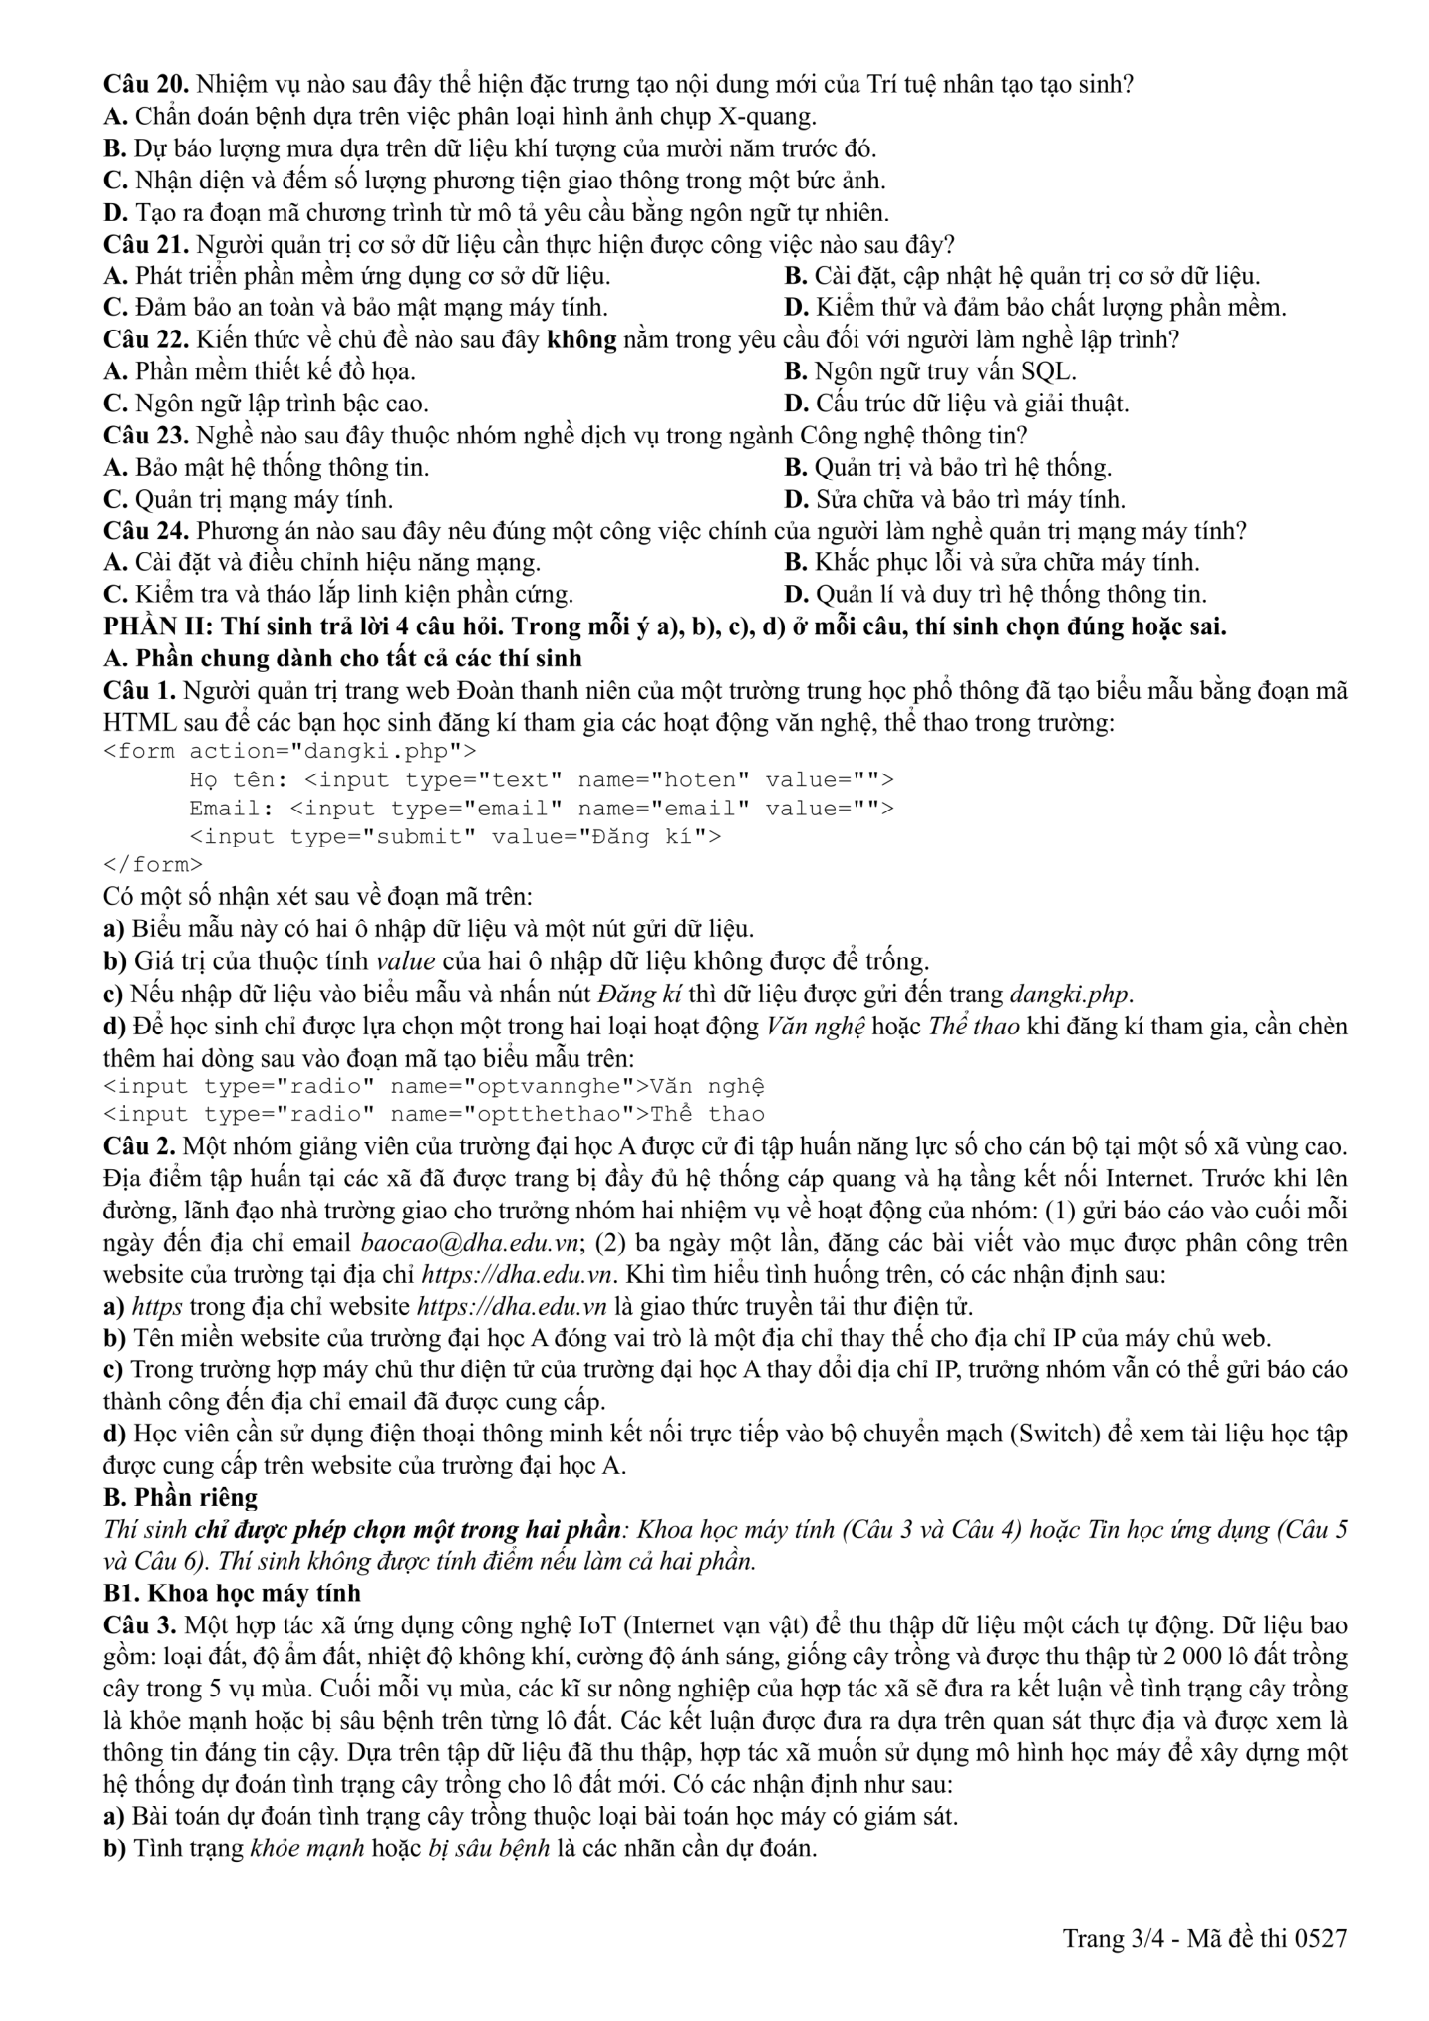 Câu 20. Nhiệm vụ nào sau đây thể hiện đặc trưng tạo nội dung mới của Trí tuệ nhân tạo tạo sinh?
A. Chẩn đoán bệnh dựa trên việc phân loại hình ảnh chụp X-quang.
B. Dự báo lượng mưa dựa trên dữ liệu khí tượng của mười năm trước đó.
C. Nhận diện và đếm số lượng phương tiện giao thông trong một bức ảnh.
D. Tạo ra đoạn mã chương trình từ mô tả yêu cầu bằng ngôn ngữ tự nhiên.
Câu 21. Người quản trị cơ sở dữ liệu cần thực hiện được công việc nào sau đây?
A. Phát triển phần mềm ứng dụng cơ sở dữ liệu. B. Cài đặt, cập nhật hệ quản trị cơ sở dữ liệu.
C. Đảm bảo an toàn và bảo mật mạng máy tính. D. Kiểm thử và đảm bảo chất lượng phần mềm.
Câu 22. Kiến thức về chủ đề nào sau đây không nằm trong yêu cầu đối với người làm nghề lập trình?
A. Phần mềm thiết kế đồ họa. B. Ngôn ngữ truy vấn SQL.
C. Ngôn ngữ lập trình bậc cao. D. Cấu trúc dữ liệu và giải thuật.
Câu 23. Nghề nào sau đây thuộc nhóm nghề dịch vụ trong ngành Công nghệ thông tin?
A. Bảo mật hệ thống thông tin. B. Quản trị và bảo trì hệ thống.
C. Quản trị mạng máy tính. D. Sửa chữa và bảo trì máy tính.
Câu 24. Phương án nào sau đây nêu đúng một công việc chính của người làm nghề quản trị mạng máy tính?
A. Cài đặt và điều chỉnh hiệu năng mạng. B. Khắc phục lỗi và sửa chữa máy tính.
C. Kiểm tra và tháo lắp linh kiện phần cứng. D. Quản lí và duy trì hệ thống thông tin.
PHẦN II: Thí sinh trả lời 4 câu hỏi. Trong mỗi ý a), b), c), d) ở mỗi câu, thí sinh chọn đúng hoặc sai.
A. Phần chung dành cho tất cả các thí sinh
Câu 1. Người quản trị trang web Đoàn thanh niên của một trường trung học phổ thông đã tạo biểu mẫu bằng đoạn mã
HTML sau để các bạn học sinh đăng kí tham gia các hoạt động văn nghệ, thể thao trong trường:
<form action="dangki.php">
Họ tên: <input type="text" name="hoten" value="">
Email: <input type="email" name="email" value="">
<input type="submit" value="Đăng kí">
</form>
Có một số nhận xét sau về đoạn mã trên:
a) Biểu mẫu này có hai ô nhập dữ liệu và một nút gửi dữ liệu.
b) Giá trị của thuộc tính value của hai ô nhập dữ liệu không được để trống.
c) Nếu nhập dữ liệu vào biểu mẫu và nhấn nút Đăng kí thì dữ liệu được gửi đến trang dangki.php.
d) Để học sinh chỉ được lựa chọn một trong hai loại hoạt động Văn nghệ hoặc Thể thao khi đăng kí tham gia, cần chèn
thêm hai dòng sau vào đoạn mã tạo biểu mẫu trên:
<input type="radio" name="optvannghe">Văn nghệ
<input type="radio" name="optthethao">Thể thao
Câu 2. Một nhóm giảng viên của trường đại học A được cử đi tập huấn năng lực số cho cán bộ tại một số xã vùng cao.
Địa điểm tập huấn tại các xã đã được trang bị đầy đủ hệ thống cáp quang và hạ tầng kết nối Internet. Trước khi lên
đường, lãnh đạo nhà trường giao cho trưởng nhóm hai nhiệm vụ về hoạt động của nhóm: (1) gửi báo cáo vào cuối mỗi
ngày đến địa chỉ email baocao@dha.edu.vn; (2) ba ngày một lần, đăng các bài viết vào mục được phân công trên
website của trường tại địa chỉ https://dha.edu.vn. Khi tìm hiểu tình huống trên, có các nhận định sau:
a) https trong địa chỉ website https://dha.edu.vn là giao thức truyền tải thư điện tử.
b) Tên miền website của trường đại học A đóng vai trò là một địa chỉ thay thế cho địa chỉ IP của máy chủ web.
c) Trong trường hợp máy chủ thư điện tử của trường đại học A thay đổi địa chỉ IP, trưởng nhóm vẫn có thể gửi báo cáo
thành công đến địa chỉ email đã được cung cấp.
d) Học viên cần sử dụng điện thoại thông minh kết nối trực tiếp vào bộ chuyển mạch (Switch) để xem tài liệu học tập
được cung cấp trên website của trường đại học A.
B. Phần riêng
Thí sinh chỉ được phép chọn một trong hai phần: Khoa học máy tính (Câu 3 và Câu 4) hoặc Tin học ứng dụng (Câu 5
và Câu 6). Thí sinh không được tính điểm nếu làm cả hai phần.
B1. Khoa học máy tính
Câu 3. Một hợp tác xã ứng dụng công nghệ IoT (Internet vạn vật) để thu thập dữ liệu một cách tự động. Dữ liệu bao
gồm: loại đất, độ ẩm đất, nhiệt độ không khí, cường độ ánh sáng, giống cây trồng và được thu thập từ 2 000 lô đất trồng
cây trong 5 vụ mùa. Cuối mỗi vụ mùa, các kĩ sư nông nghiệp của hợp tác xã sẽ đưa ra kết luận về tình trạng cây trồng
là khỏe mạnh hoặc bị sâu bệnh trên từng lô đất. Các kết luận được đưa ra dựa trên quan sát thực địa và được xem là
thông tin đáng tin cậy. Dựa trên tập dữ liệu đã thu thập, hợp tác xã muốn sử dụng mô hình học máy để xây dựng một
hệ thống dự đoán tình trạng cây trồng cho lô đất mới. Có các nhận định như sau:
a) Bài toán dự đoán tình trạng cây trồng thuộc loại bài toán học máy có giám sát.
b) Tình trạng khỏe mạnh hoặc bị sâu bệnh là các nhãn cần dự đoán.
Trang 3/4 - Mã đề thi 0527